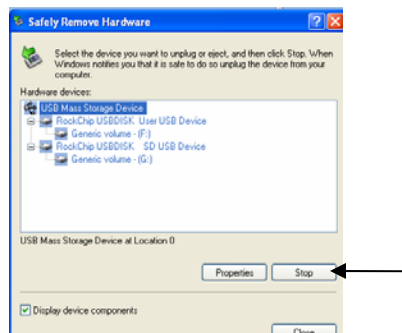 Safely Remove Hardware
Select the device you want to unplug or eject, and then click Stop. When
Windows notifies you that it is safe to do so unplug the device from your
computer.
Hardware devices:
USB Mass Storage Device
RockChip USBDISK User USB Device
Generic volume - (F:)
RockChip USBDISK SD USB Device
Generic volume - (G:)
USB Mass Storage Device at Location 0
Properties
Stop
Display device components
Close